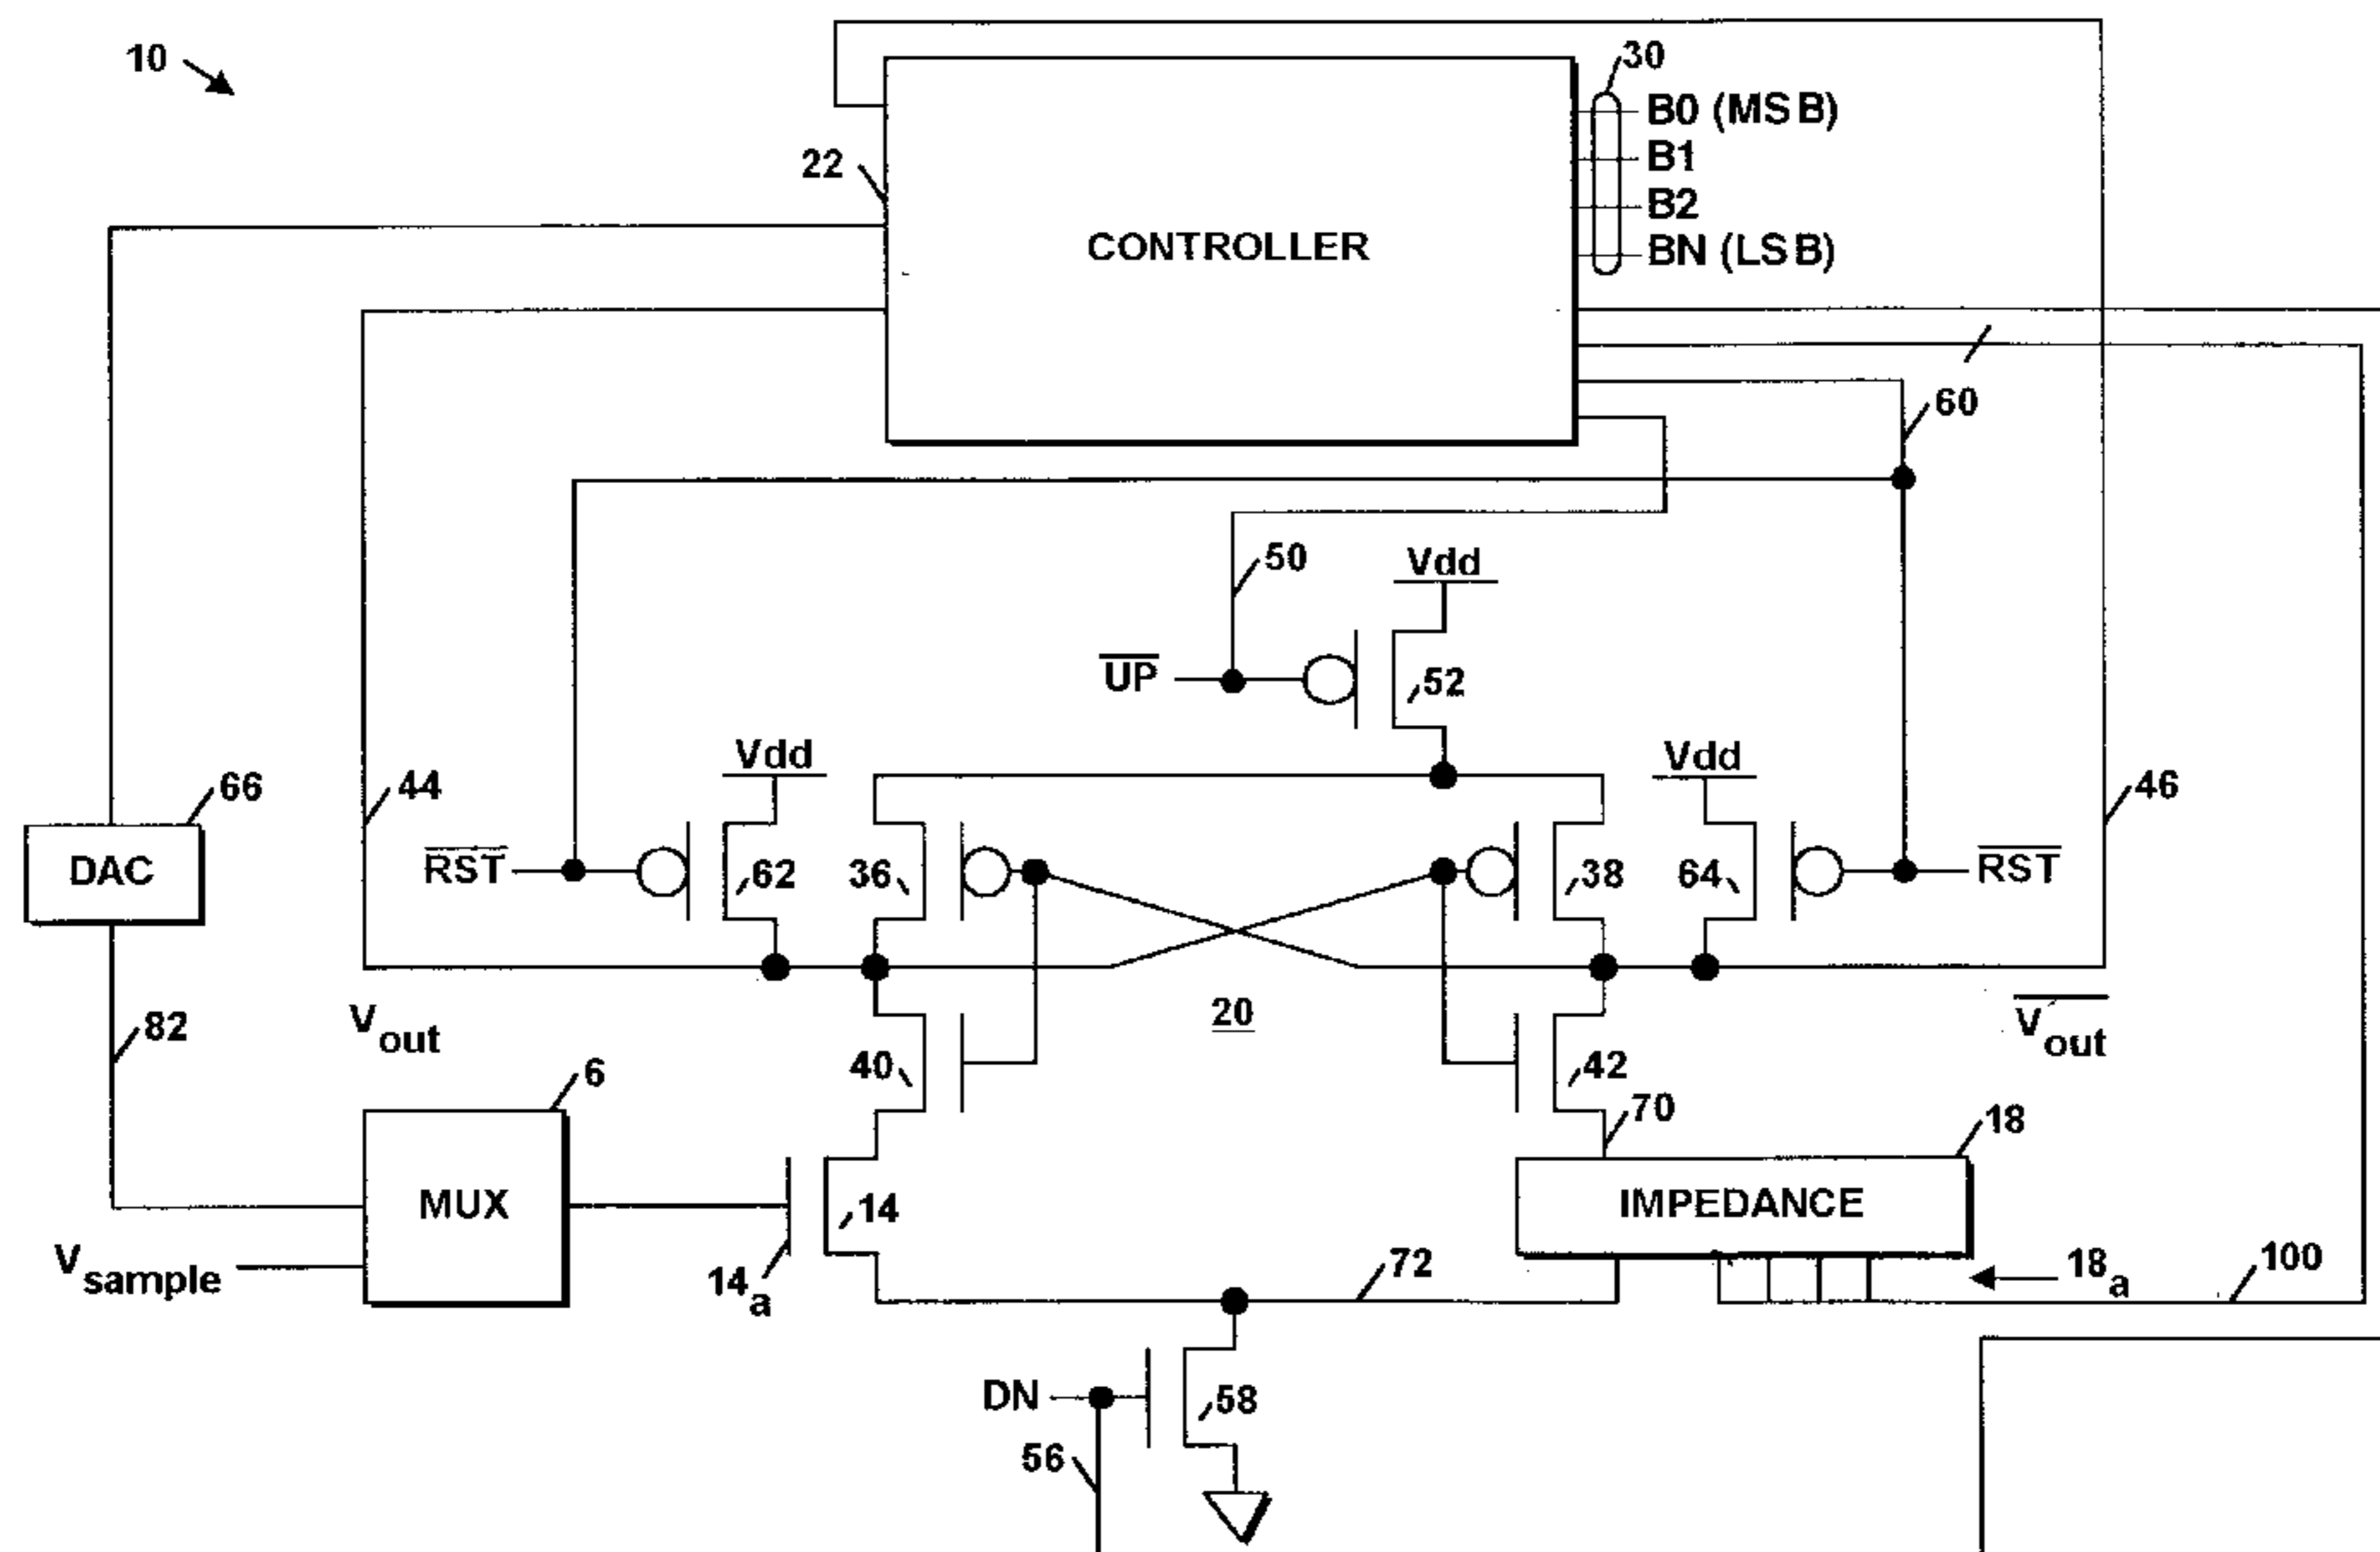 10
30
B0 (MSB)
B1
B2
BN (LSB)
22
CONTROLLER
60
50
Vdd
UP
52
Vdd
Vdd
66
44
46
DAC
RST
62
36
38
64
RST
82
Vout
20
Vout
40
42
6
70
18
MUX
14
IMPEDANCE
Vsample
14a
72
18a
100
DN
58
56